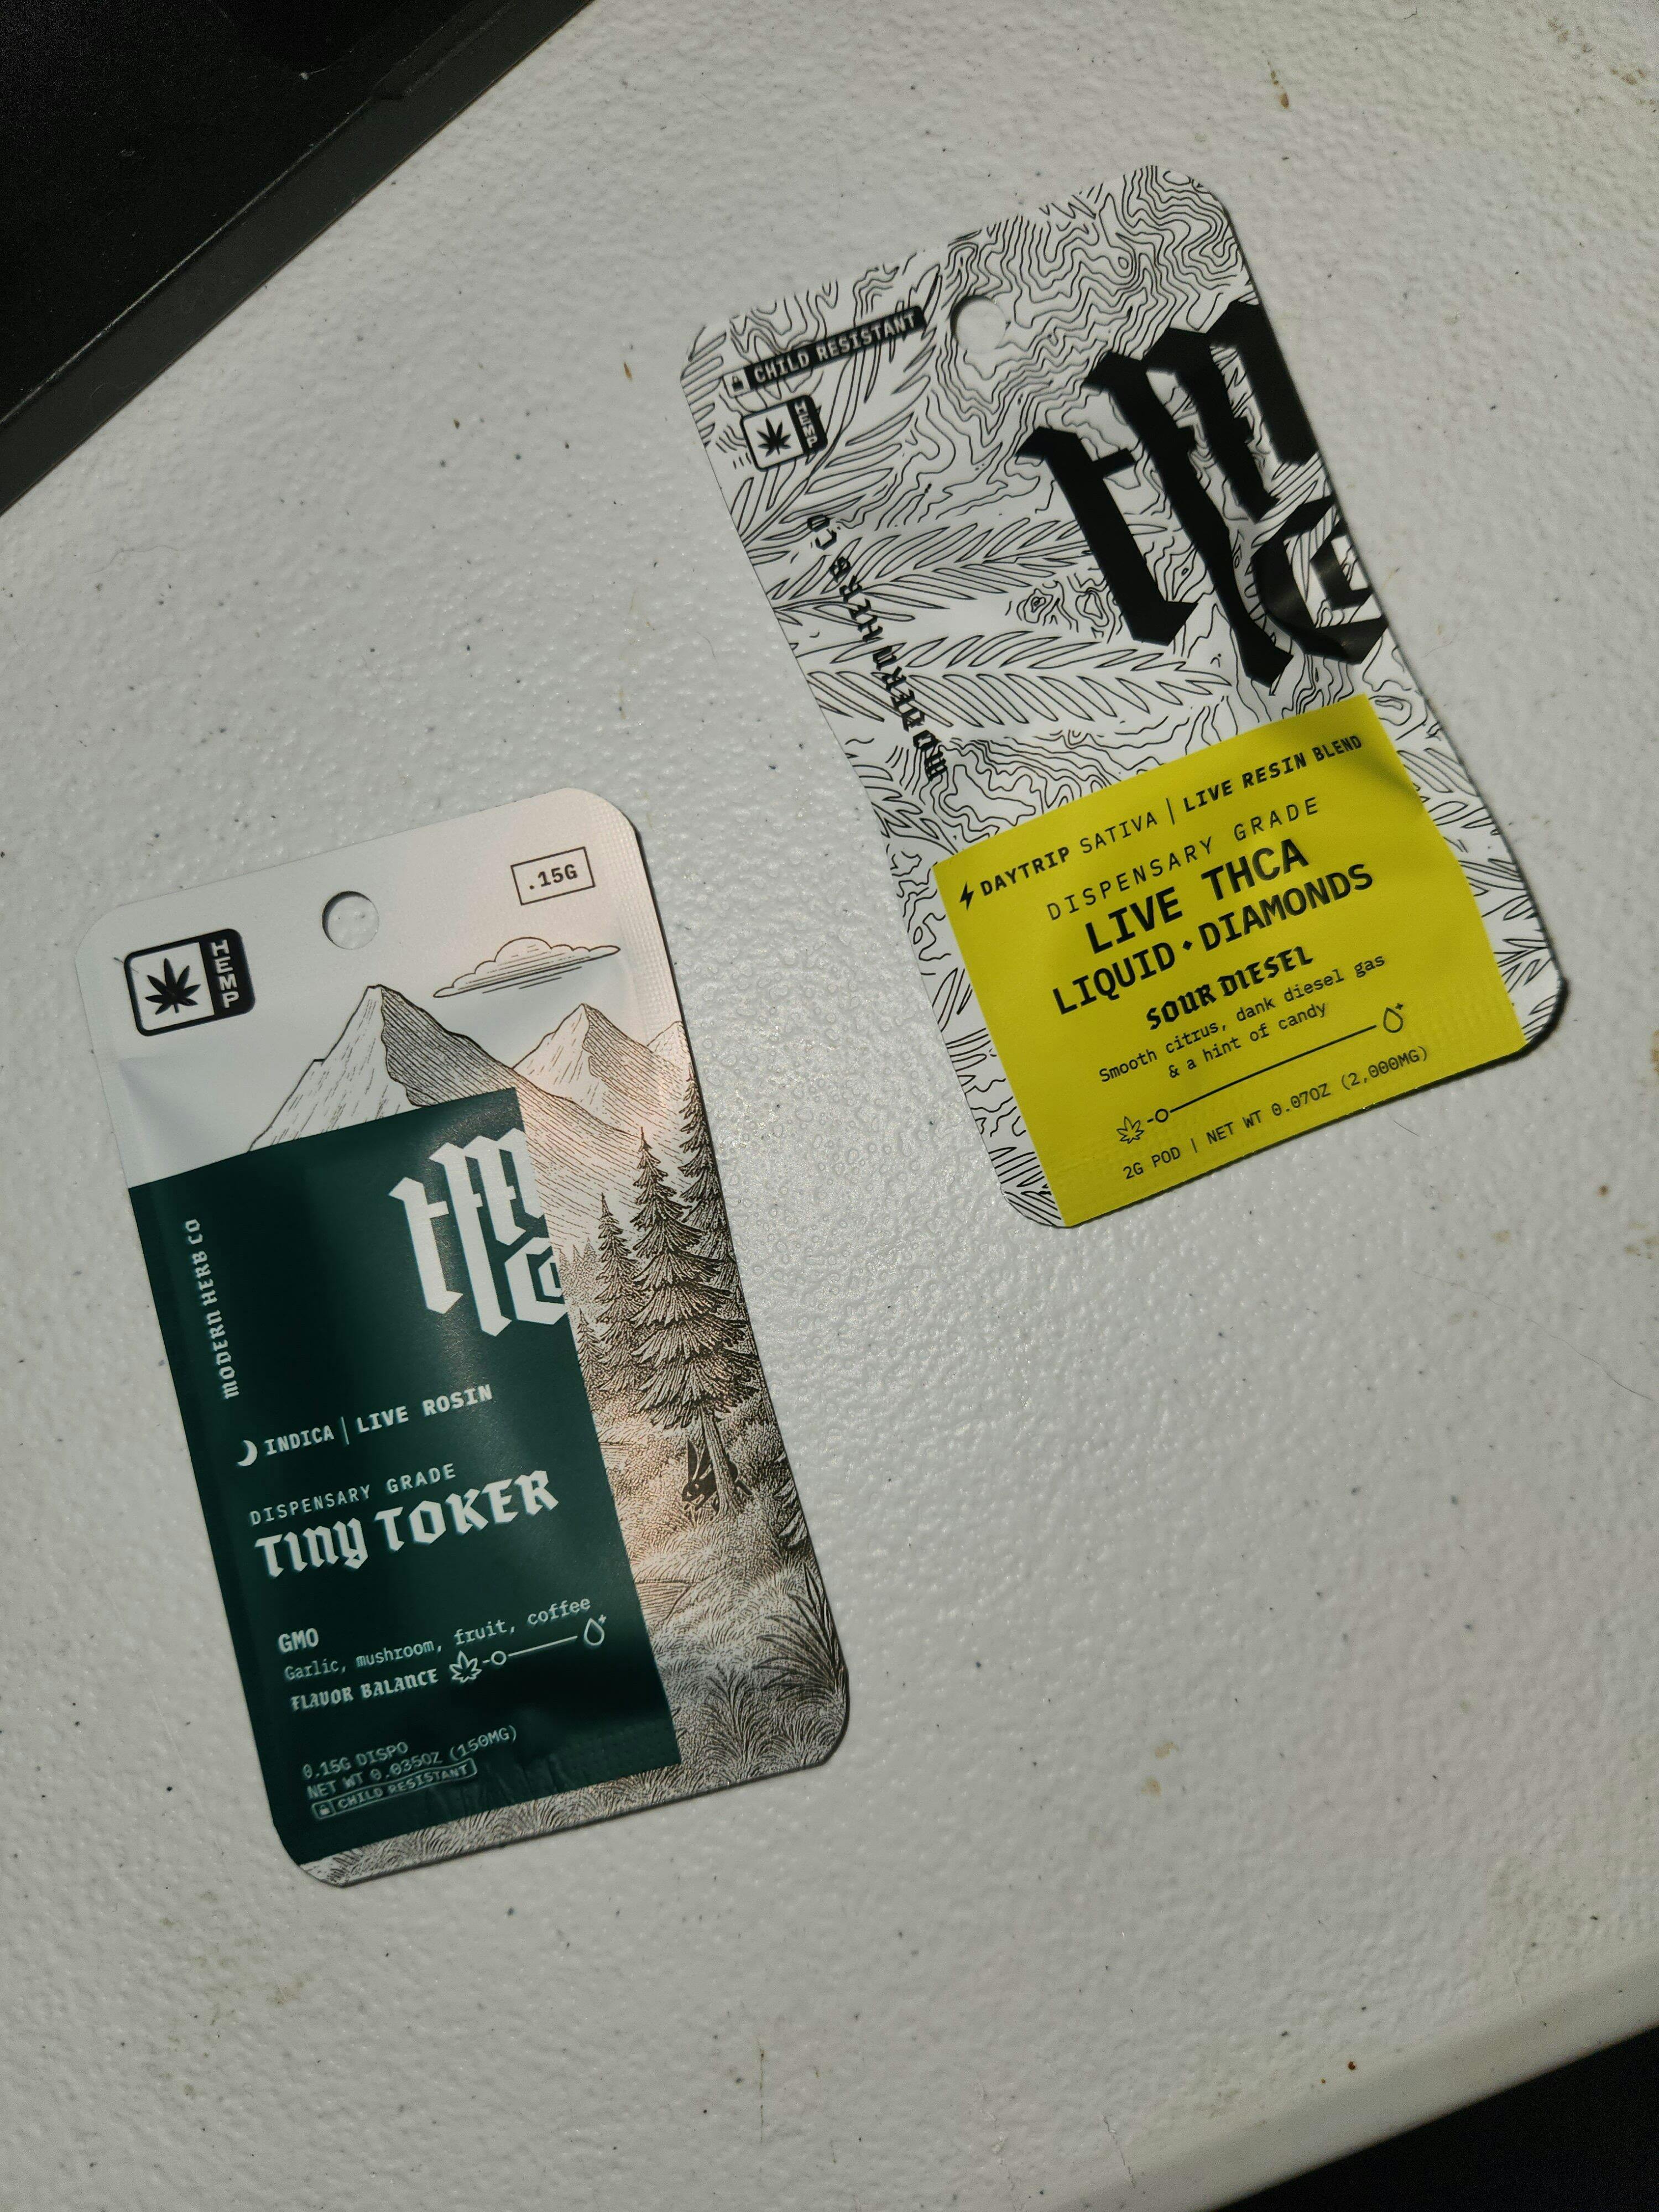 .15G
HEMP
MODERN HERB CO
INDICA | LIVE ROSIN
DISPENSARY GRADE
TINY TOKER
GMO
Garlic, mushroom, fruit, coffee
FLAVOR BALANCE
0.15G DISPO
NET WT 0.035OZ (150MG)
CHILD RESISTANT
CHILD RESISTANT
HEMP
MODERN HERB CO
DAYTRIP SATIVA | LIVE RESIN BLEND
DISPENSARY GRADE
LIVE THCA
LIQUID DIAMONDS
SOUR DIESEL
Smooth citrus, dank diesel gas
& a hint of candy
2G POD | NET WT 0.07OZ (2,000MG)